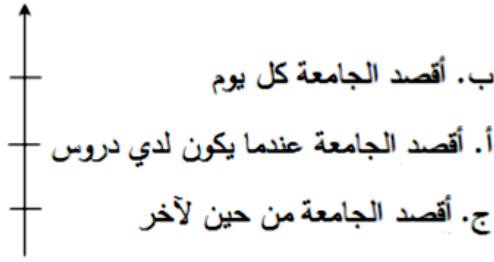 ب. أقصد الجامعة كل يوم
أ. أقصد الجامعة عندما يكون لدي دروس
ج. أقصد الجامعة من حين لآخر